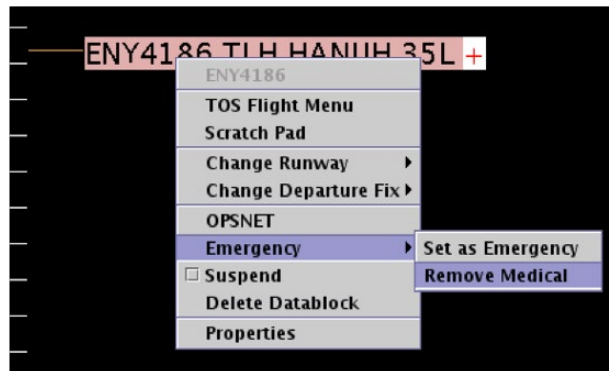 ENY4186 TLH HANUH 35L +
ENY4186
TOS Flight Menu
Scratch Pad
Change Runway
Change Departure Fix
OPSNET
Emergency
Set as Emergency
Suspend
Remove Medical
Delete Datablock
Properties